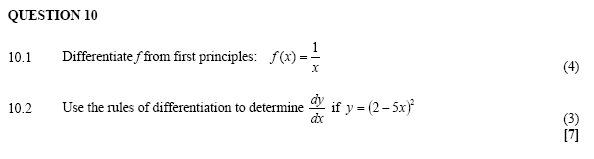 QUESTION 10
10.1 Differentiate f from first principles: f(x) = 1/x
(4)
10.2 Use the rules of differentiation to determine dy/dx if y = (2 – 5x)²
(3)
[7]